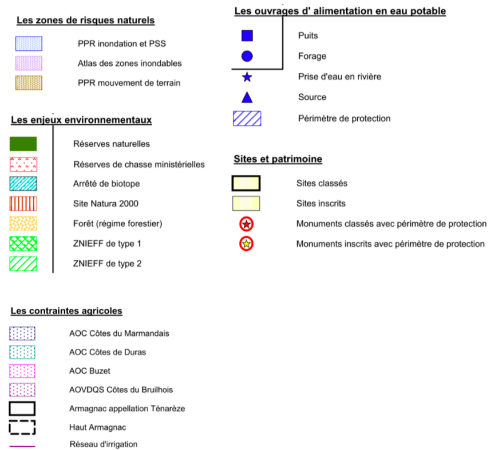 Les zones de risques naturels
PPR inondation et PSS
Atlas des zones inondables
PPR mouvement de terrain
Les enjeux environnementaux
Réserves naturelles
Réserves de chasse ministérielles
Arrêté de biotope
Site Natura 2000
Forêt (régime forestier)
ZNIEFF de type 1
ZNIEFF de type 2
Les contraintes agricoles
AOC Côtes du Marmandais
AOC Côtes de Duras
AOC Buzet
AOVDQS Côtes du Bruilhois
Armagnac appellation Ténarèze
Haut Armagnac
Réseau d'irrigation
Les ouvrages d' alimentation en eau potable
Puits
Forage
Prise d'eau en rivière
Source
Périmètre de protection
Sites et patrimoine
Sites classés
Sites inscrits
Monuments classés avec périmètre de protection
Monuments inscrits avec périmètre de protection